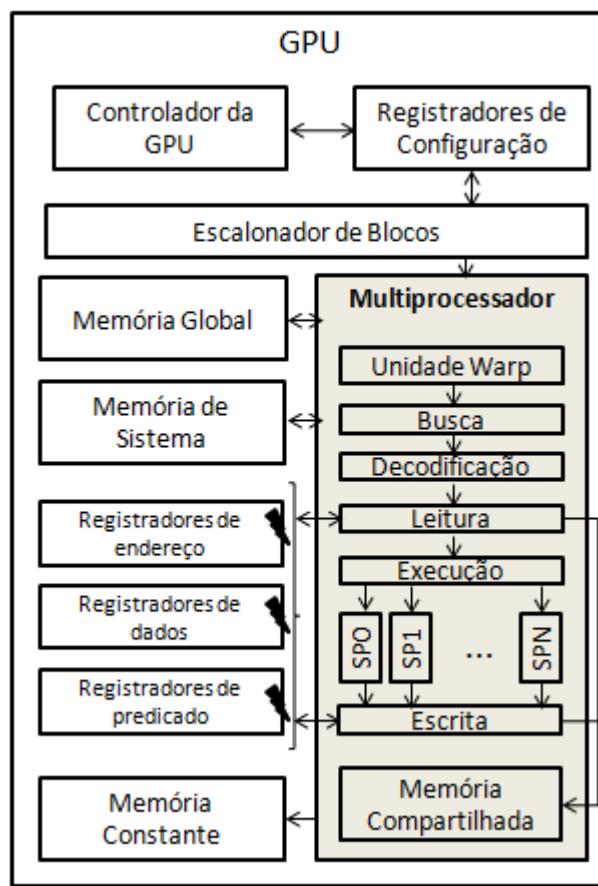 GPU
Controlador da
GPU
Registradores de
Configuração
Escalonador de Blocos
Memória Global
Memória de
Sistema
Registradores de
endereço
Registradores de
dados
Registradores de
predicado
Memória
Constante
Multiprocessador
Unidade Warp
Busca
Decodificação
Leitura
Execução
SP0
SP1
...
SPN
Escrita
Memória
Compartilhada